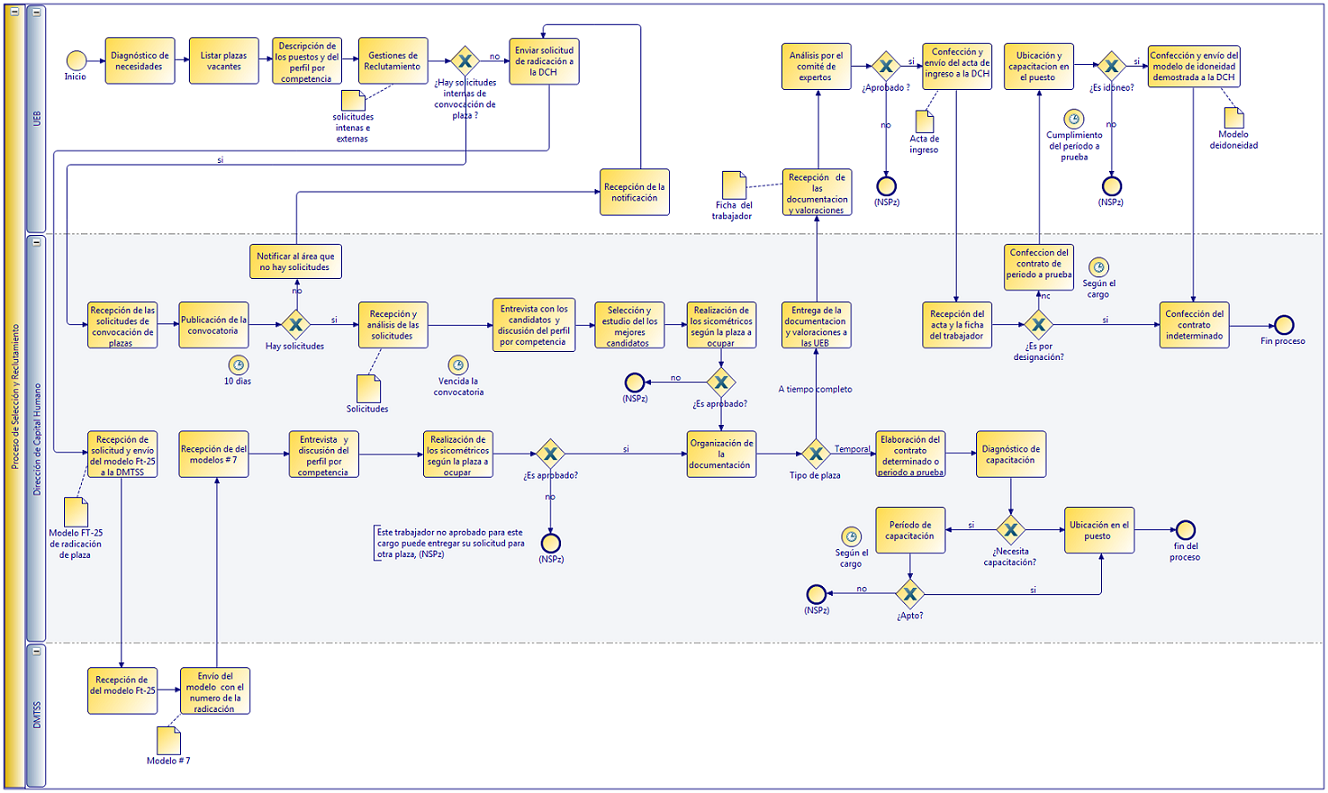 Proceso de Selección y Reclutamiento
UEB
Inicio
Diagnóstico de
necesidades
Listar plazas
vacantes
Descripción de
los puestos y del
perfil por
competencia
Gestiones de
Reclutamiento
solicitudes
intenas e
externas
¿Hay solicitudes
internas de
convocación de
plaza ?
no
si
Enviar solicitud
de radicación a
la DCH
Recepción de la
notificación
Ficha del
trabajador
Recepción de
las
documentacion
y valoraciones
Análisis por el
comité de
expertos
¿Aprobado ?
si
no
(NSPz)
Confección y
envío del acta de
ingreso a la DCH
Acta de
ingreso
Ubicación y
capacitacion en
el puesto
Cumplimiento
del período a
prueba
¿Es idoneo?
si
no
(NSPz)
Confección y envío del
modelo de idoneidad
demostrada a la DCH
Modelo
deidoneidad
Dirección de Capital Humano
Notificar al área que
no hay solicitudes
no
Recepción de las
solicitudes de
convocación de
plazas
Publicación de la
convocatoria
10 dias
Hay solicitudes
si
Recepción y
análisis de las
solicitudes
Solicitudes
Vencida la
convocatoria
Entrevista con los
candidatos y
discusión del perfil
por competencia
Selección y
estudio del los
mejores
candidatos
Realización de
los sicométricos
según la plaza a
ocupar
¿Es aprobado?
no
(NSPz)
Entrega de la
documentacion
y valoraciones a
las UEB
A tiempo completo
Recepción del
acta y la ficha
del trabajador
Confeccion del
contrato de
periodo a prueba
Según el
cargo
nc
¿Es por
designación?
si
Confección del
contrato
indeterminado
Fin proceso
Recepción de
solicitud y envío
del modelo Ft-25
a la DMTSS
Modelo FT-25
de radicación
de plaza
Recepción de del
modelos # 7
Entrevista y
discusión del
perfil por
competencia
Realización de
los sicométricos
según la plaza a
ocupar
¿Es aprobado?
si
no
(NSPz)
Este trabajador no aprobado para este
cargo puede entregar su solicitud para
otra plaza, (NSPz)
Organización de
la
documentación
Tipo de plaza
Temporal
Elaboración del
contrato
determinado o
periodo a prueba
Diagnóstico de
capacitación
¿Necesita
capacitación?
si
Período de
capacitación
Según el
cargo
Ubicación en el
puesto
fin del
proceso
¿Apto?
no
si
(NSPz)
DMTSS
Recepción de
del modelo Ft-25
Envío del
modelo con el
numero de la
radicación
Modelo # 7